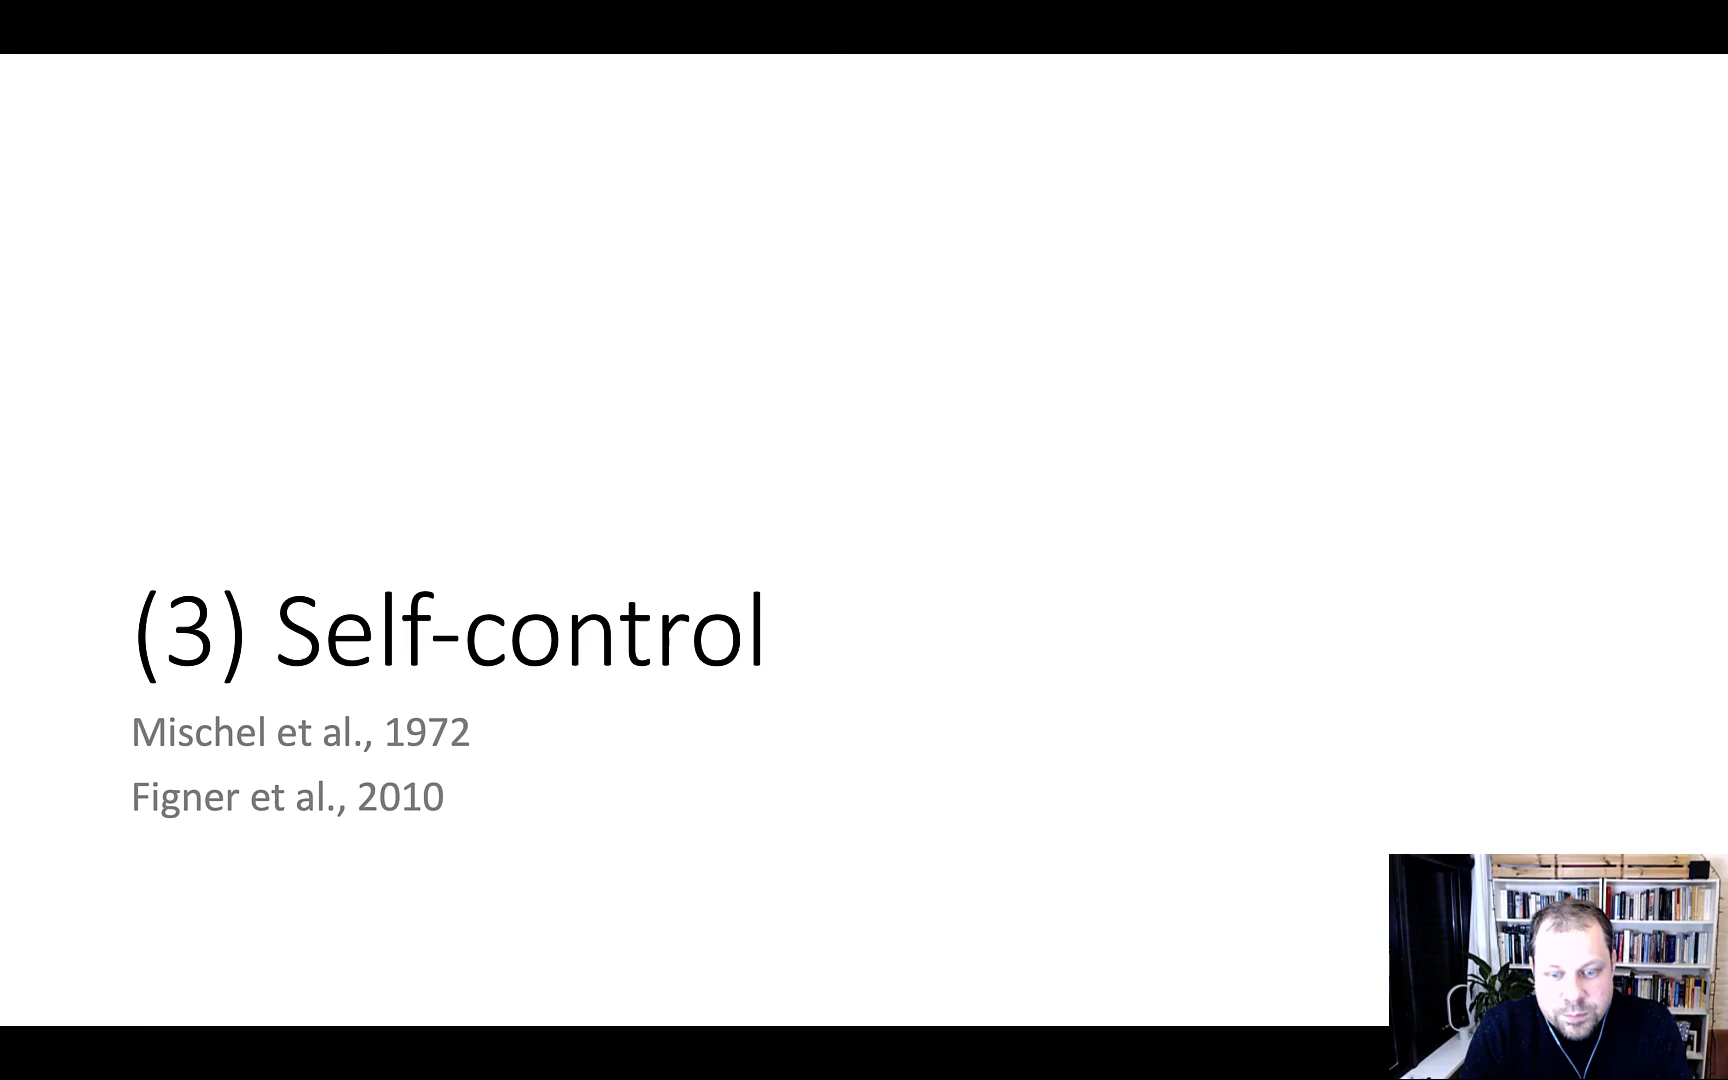 (3) Self-control
Mischel et al., 1972
Figner et al., 2010